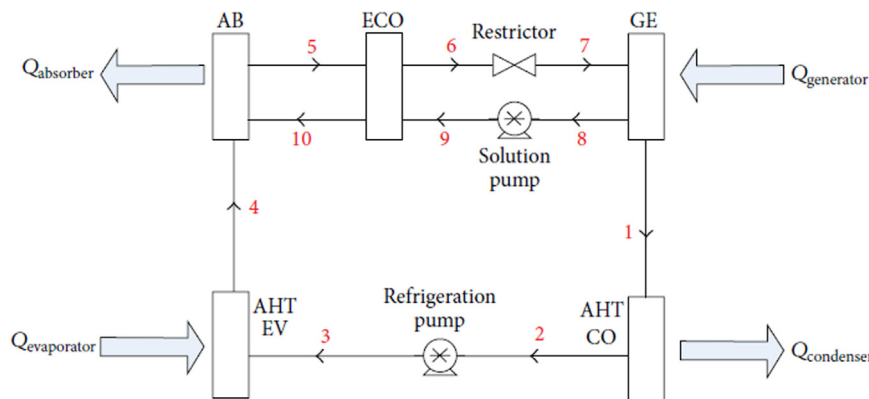 AB
ECO
Restrictor
GE
5
6
7
Qabsorber
Qgenerator
10
9
8
Solution
pump
4
1
AHT
EV
Refrigeration
pump
AHT
CO
3
2
Qevaporator
Qcondenser